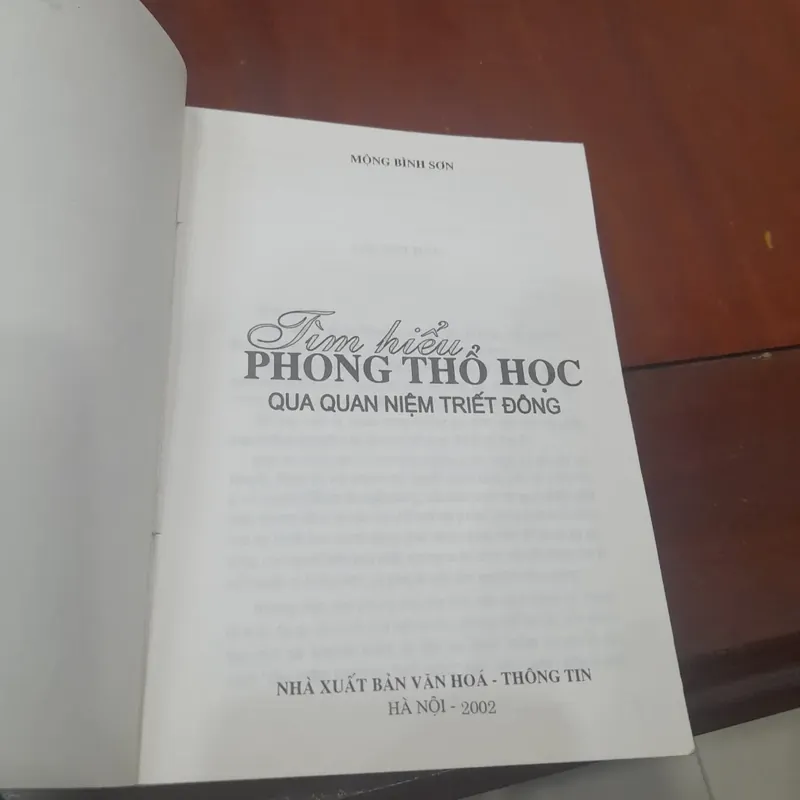 MỘNG BÌNH SƠN
Tìm hiểu
PHONG THỔ HỌC
QUA QUAN NIỆM TRIẾT ĐÔNG
NHÀ XUẤT BẢN VĂN HOÁ - THÔNG TIN
HÀ NỘI - 2002